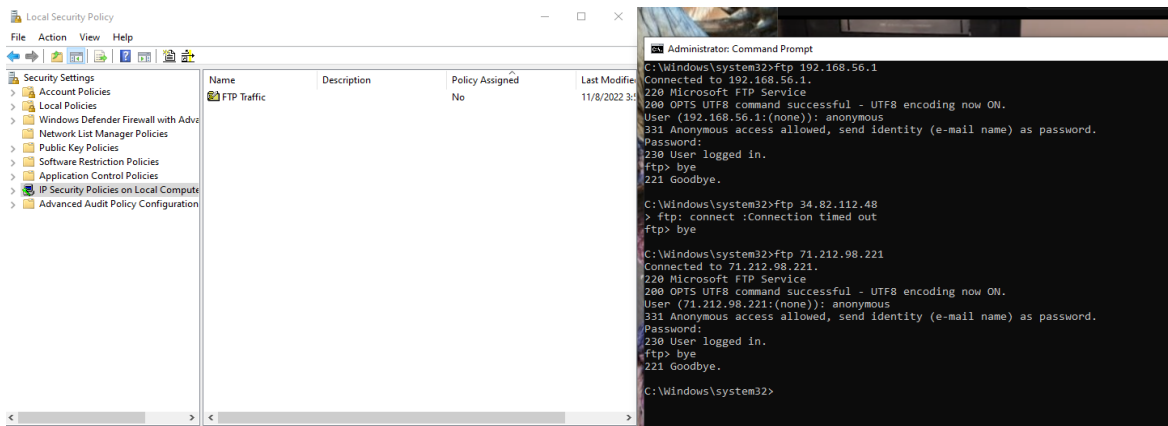 Local Security Policy
File Action View Help
Security Settings
Account Policies
Local Policies
Windows Defender Firewall with Adva
Network List Manager Policies
Public Key Policies
Software Restriction Policies
Application Control Policies
IP Security Policies on Local Compute
Advanced Audit Policy Configuration
Name Description Policy Assigned Last Modifie
FTP Traffic No 11/8/2022 3:5
Administrator: Command Prompt
C:\Windows\system32>ftp 192.168.56.1
Connected to 192.168.56.1.
220 Microsoft FTP Service
200 OPTS UTF8 command successful - UTF8 encoding now ON.
User (192.168.56.1:(none)): anonymous
331 Anonymous access allowed, send identity (e-mail name) as password.
Password:
230 User logged in.
ftp> bye
221 Goodbye.
C:\Windows\system32>ftp 34.82.112.48
> ftp: connect :Connection timed out
ftp> bye
C:\Windows\system32>ftp 71.212.98.221
Connected to 71.212.98.221.
220 Microsoft FTP Service
200 OPTS UTF8 command successful - UTF8 encoding now ON.
User (71.212.98.221:(none)): anonymous
331 Anonymous access allowed, send identity (e-mail name) as password.
Password:
230 User logged in.
ftp> bye
221 Goodbye.
C:\Windows\system32>